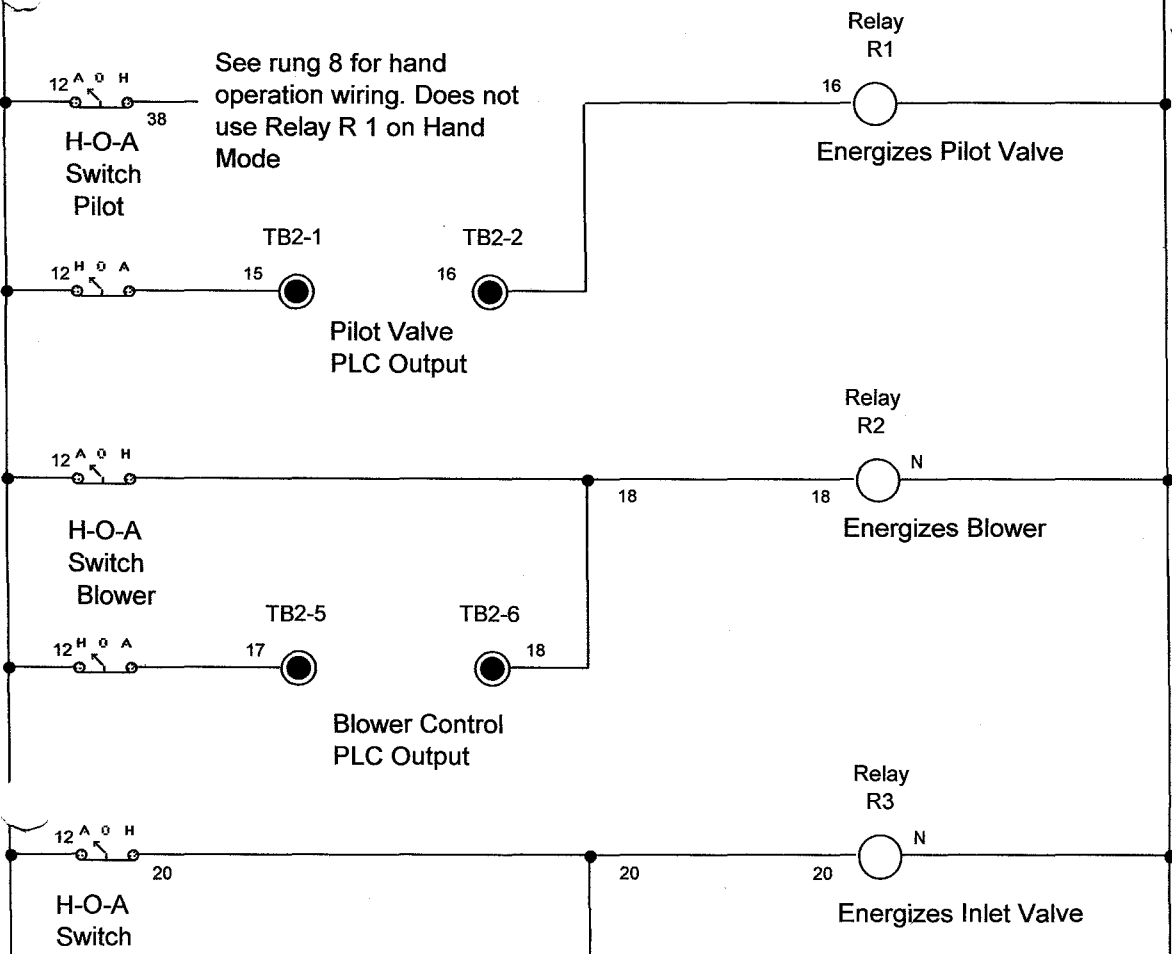 Relay
R1
See rung 8 for hand
operation wiring. Does not
use Relay R 1 on Hand
Mode
12 A O H
38
16
H-O-A
Switch
Pilot
Energizes Pilot Valve
TB2-1
TB2-2
12 H O A
15
16
Pilot Valve
PLC Output
Relay
R2
12 A O H
N
18
18
H-O-A
Switch
Blower
Energizes Blower
TB2-5
TB2-6
12 H O A
17
18
Blower Control
PLC Output
Relay
R3
12 A O H
N
20
20
20
H-O-A
Switch
Energizes Inlet Valve